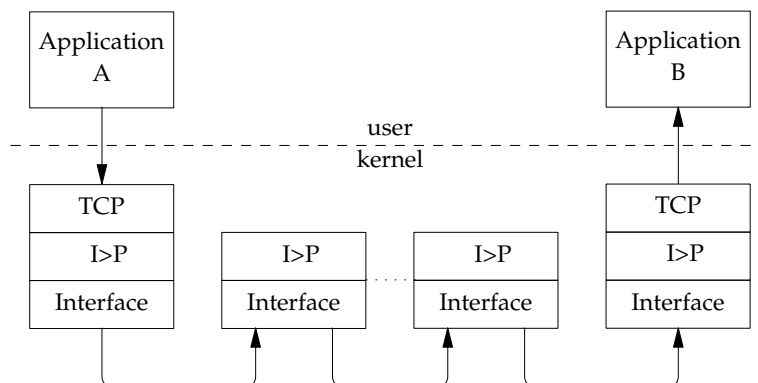 Application
A
Application
B
user
kernel
TCP
I>P
Interface
I>P
Interface
I>P
Interface
TCP
I>P
Interface